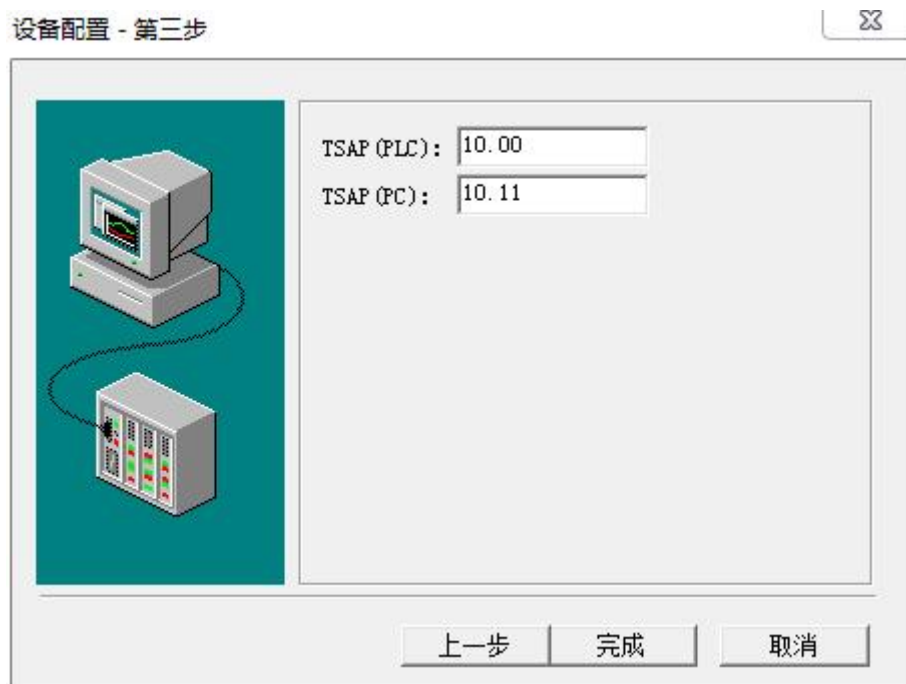 设备配置 - 第三步
TSAP(PLC): 10.00
TSAP(PC): 10.11
上一步 完成 取消